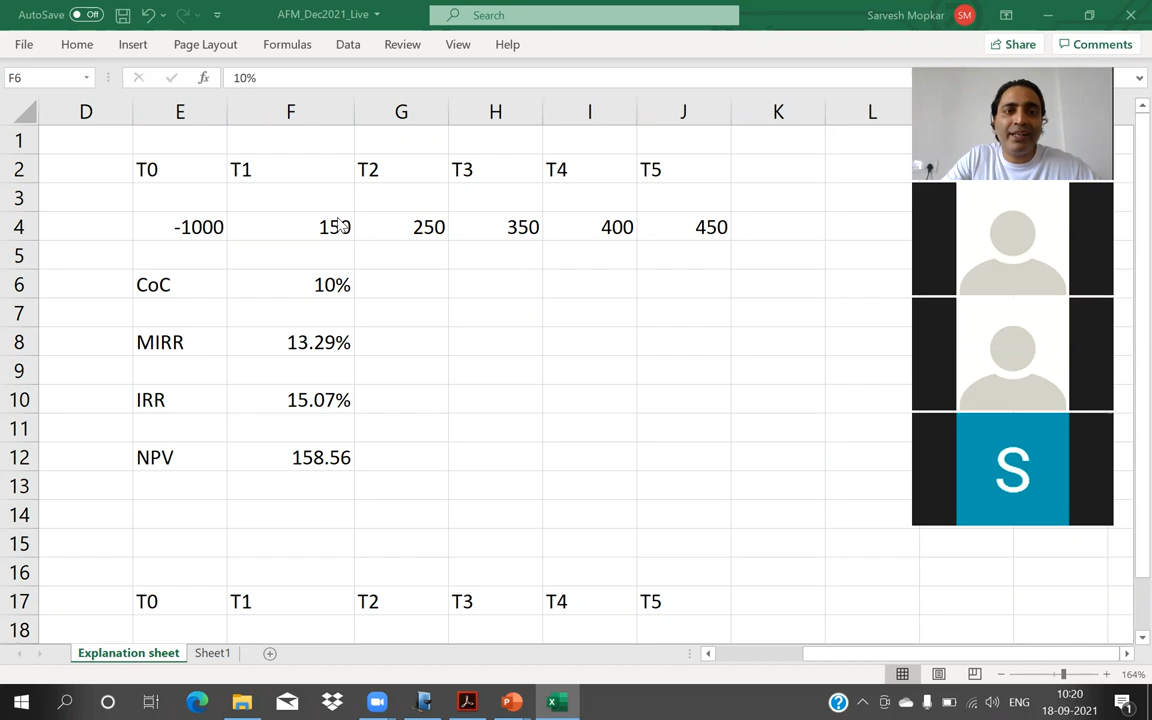 AutoSave Off AFM_Dec2021_Live Search Sarvesh Mopkar SM
File Home Insert Page Layout Formulas Data Review View Help Share Comments
F6 fx 10%
D E F G H I J K L
1
2 T0 T1 T2 T3 T4 T5
3
4 -1000 150 250 350 400 450
5
6 CoC 10%
7
8 MIRR 13.29%
9
10 IRR 15.07%
11
12 NPV 158.56
13
14
15
16
17 T0 T1 T2 T3 T4 T5
18
S
Explanation sheet Sheet1
164%
ENG 10:20
18-09-2021
1